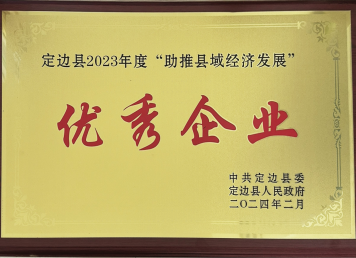 定边县2023年度“助推县域经济发展”
优秀企业
中共定边县委
定边县人民政府
二〇二四年二月